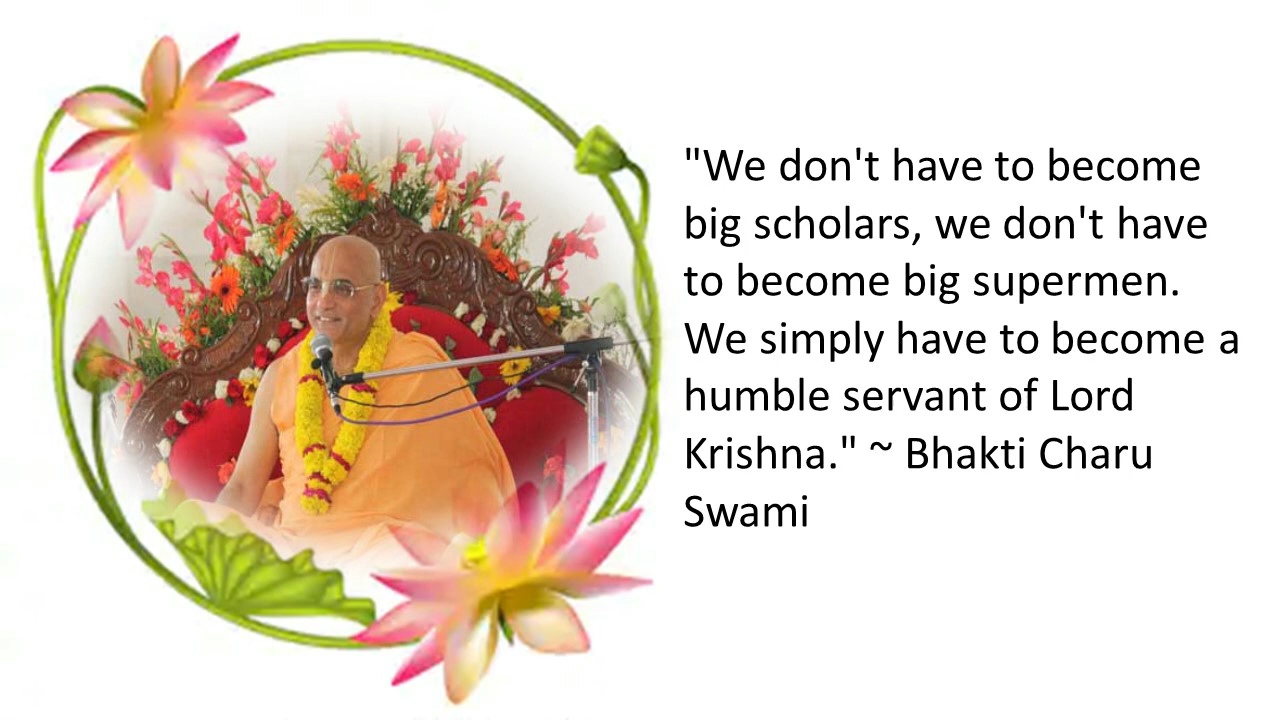 "We don't have to become
big scholars, we don't have
to become big supermen.
We simply have to become a
humble servant of Lord
Krishna." ~ Bhakti Charu
Swami